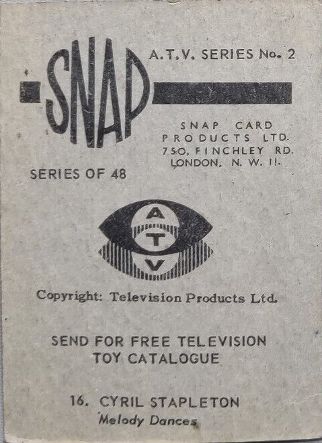 A.T.V. SERIES No. 2
SNAP
SNAP CARD
PRODUCTS LTD.
750, FINCHLEY RD.
LONDON, N.W. 11.
SERIES OF 48
ATV
Copyright: Television Products Ltd.
SEND FOR FREE TELEVISION
TOY CATALOGUE
16. CYRIL STAPLETON
Melody Dances